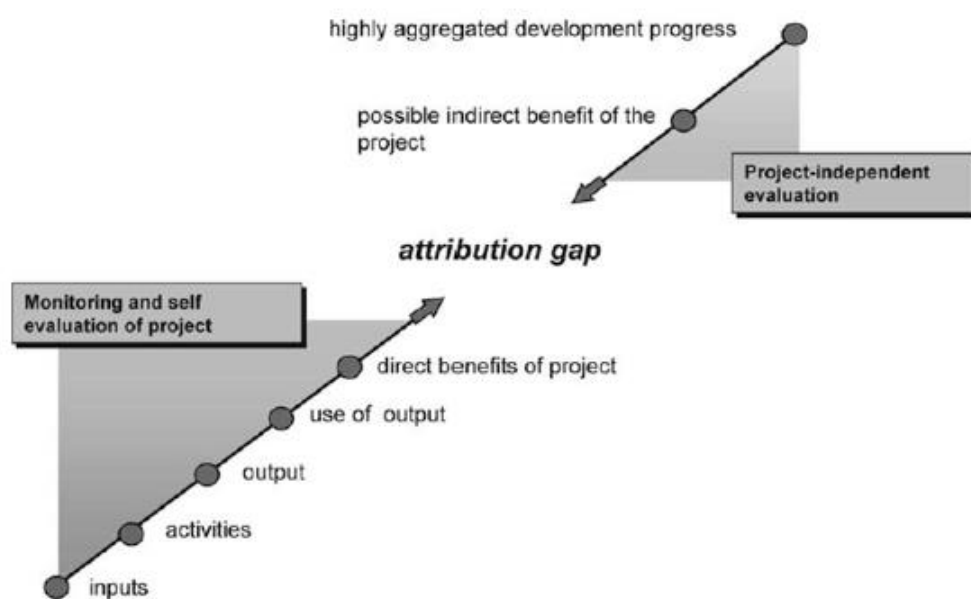 highly aggregated development progress
possible indirect benefit of the
project
Project-independent
evaluation
attribution gap
Monitoring and self
evaluation of project
direct benefits of project
use of output
output
activities
inputs